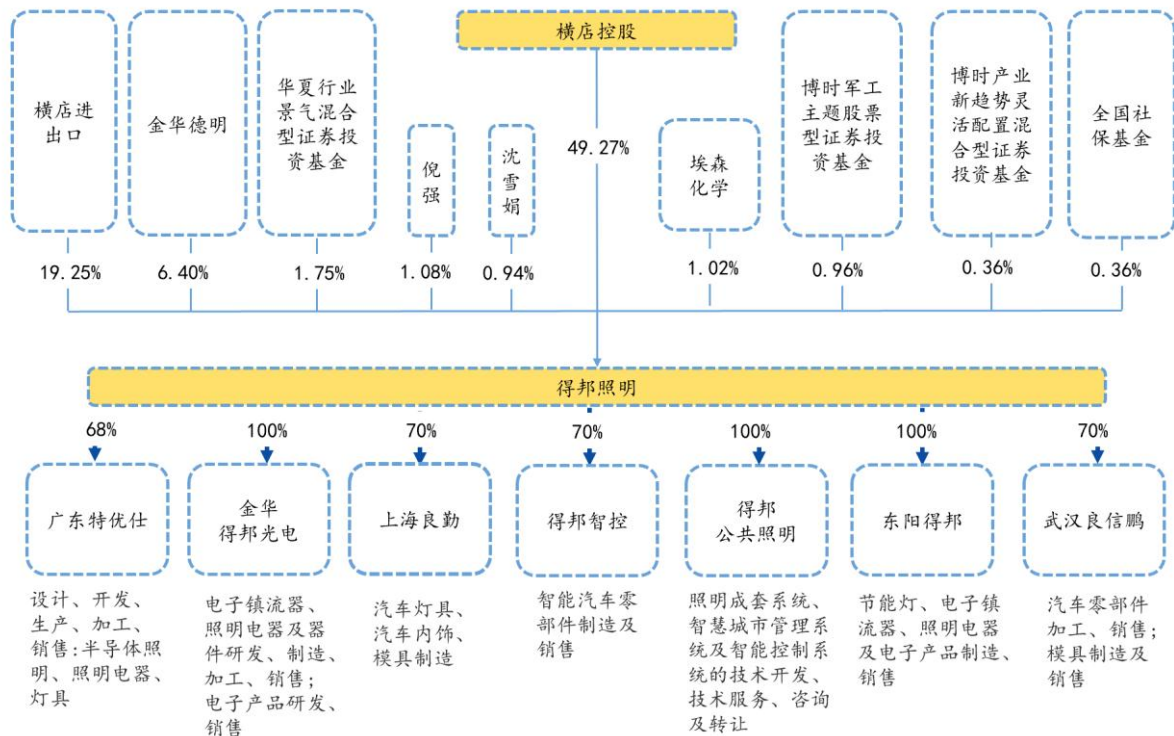 横店控股
横店进
出口
金华德明
华夏行业
景气混合
型证券投
资基金
倪
强
沈
雪
娟
49.27%
埃森
化学
博时军工
主题股票
型证券投
资基金
博时产业
新趋势灵
活配置混
合型证券
投资基金
全国社
保基金
19.25%
6.40%
1.75%
1.08%
0.94%
1.02%
0.96%
0.36%
0.36%
得邦照明
68%
100%
70%
70%
100%
100%
70%
广东特优仕
金华
得邦光电
上海良勤
得邦智控
得邦
公共照明
东阳得邦
武汉良信鹏
设计、开发、
生产、加工、
销售:半导体照
明、照明电器、
灯具
电子镇流器、
照明电器及器
件研发、制造、
加工、销售;
电子产品研发、
销售
汽车灯具、
汽车内饰、
模具制造
智能汽车零
部件制造及
销售
照明成套系统、
智慧城市管理系
统及智能控制系
统的技术开发、
技术服务、咨询
及转让
节能灯、电子镇
流器、照明电器
及电子产品制造、
销售
汽车零部件
加工、销售;
模具制造及
销售